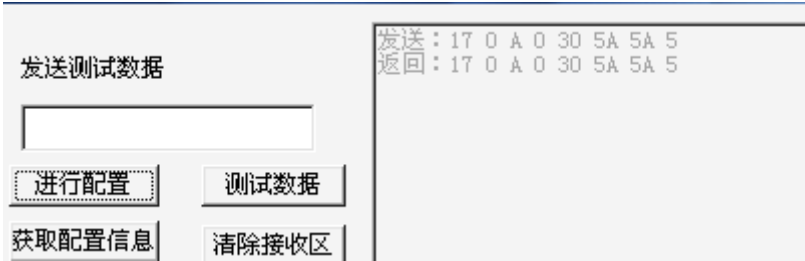 发送：17 0 A 0 30 5A 5A 5
返回：17 0 A 0 30 5A 5A 5
发送测试数据
进行配置
测试数据
获取配置信息
清除接收区